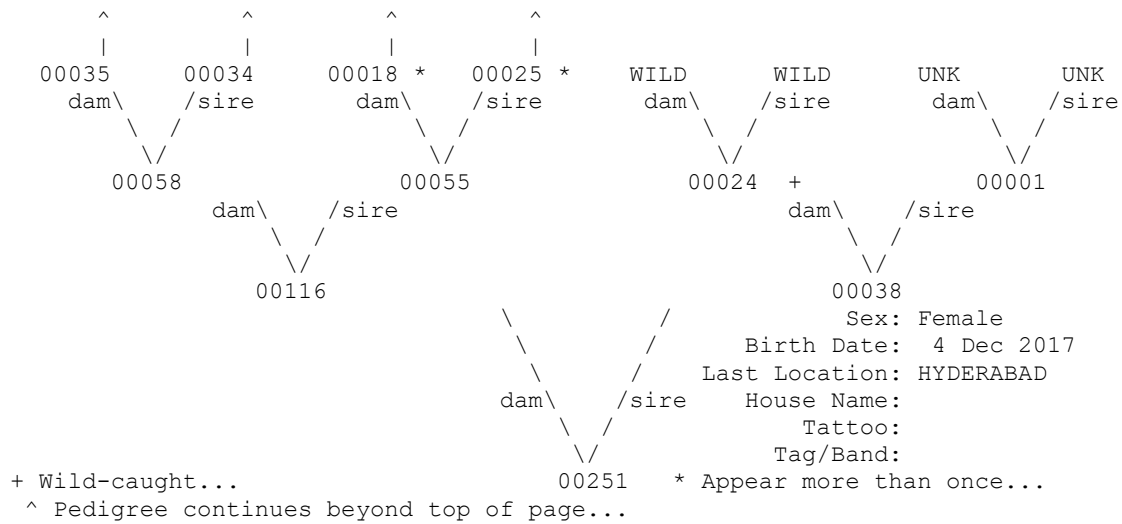 ^ ^ ^ ^
| | | |
00035 00034 00018 * 00025 * WILD WILD UNK UNK
dam\ /sire dam\ /sire dam\ /sire dam\ /sire
\ / \ / \ / \ /
\/ \/ \/ \/
00058 00055 00024 + 00001
dam\ /sire dam\ /sire
\ / \ /
\/ \/
00116 00038
\ / Sex: Female
\ / Birth Date: 4 Dec 2017
\ / Last Location: HYDERABAD
dam\ /sire House Name:
\ / Tattoo:
\/ Tag/Band:
+ Wild-caught... 00251 * Appear more than once...
^ Pedigree continues beyond top of page...